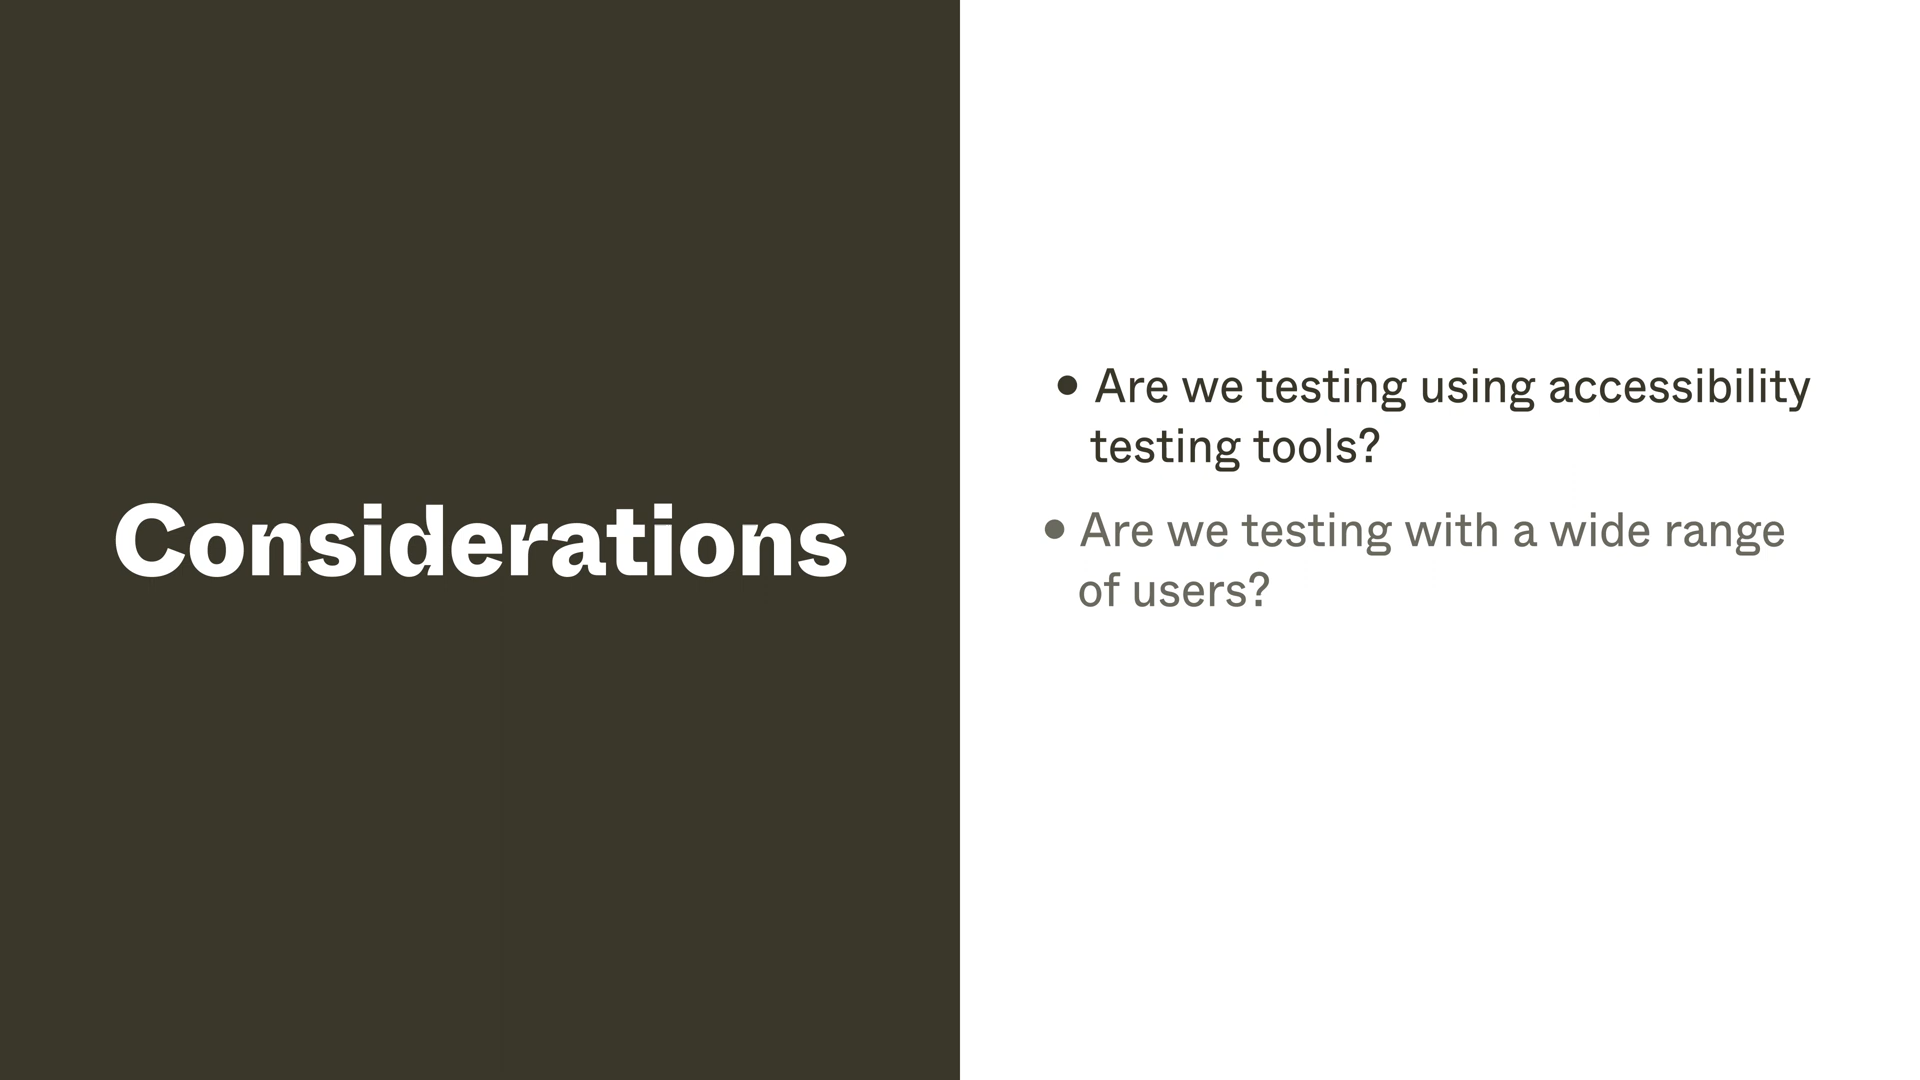 Considerations
• Are we testing using accessibility
testing tools?
• Are we testing with a wide range
of users?